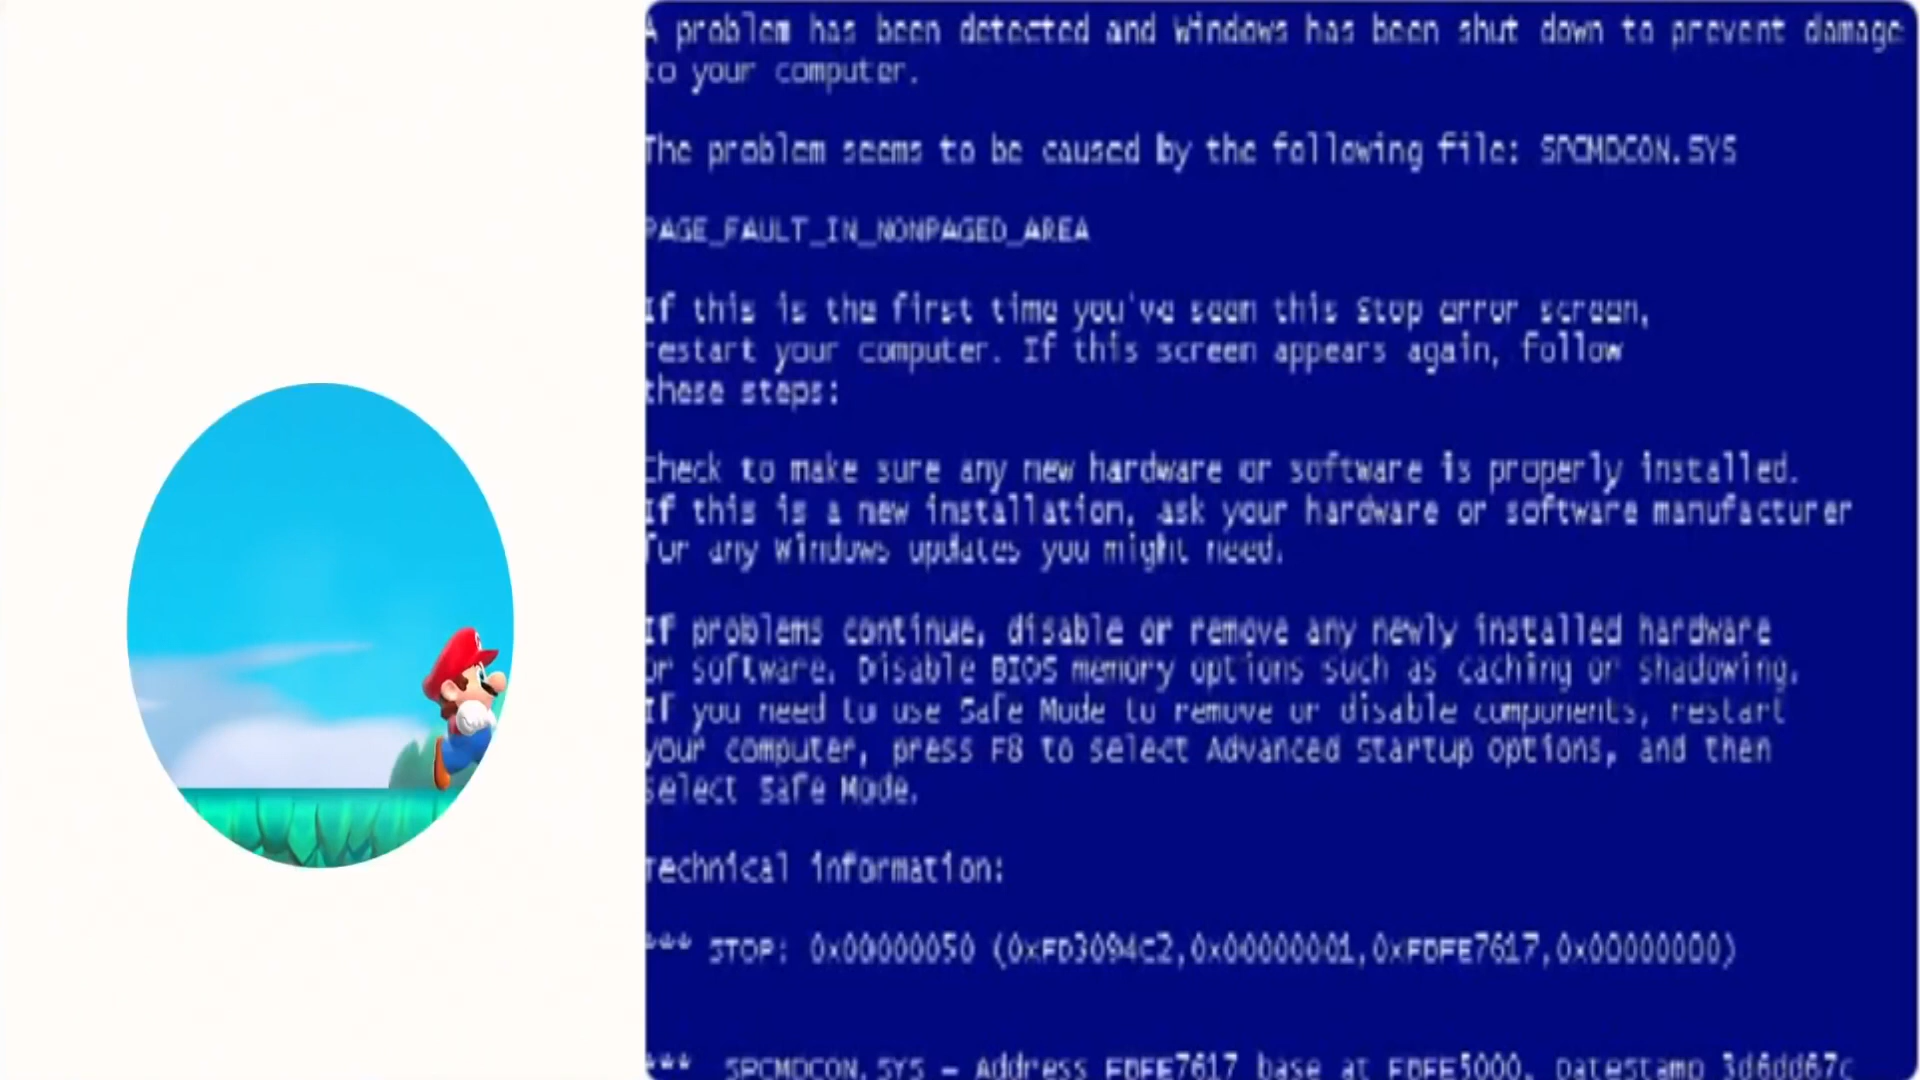 A problem has been detected and Windows has been shut down to prevent damage
to your computer.
The problem seems to be caused by the following file: SPCMDCON.SYS
PAGE_FAULT_IN_NONPAGED_AREA
If this is the first time you've seen this Stop error screen,
restart your computer. If this screen appears again, follow
these steps:
Check to make sure any new hardware or software is properly installed.
If this is a new installation, ask your hardware or software manufacturer
for any Windows updates you might need.
If problems continue, disable or remove any newly installed hardware
or software. Disable BIOS memory options such as caching or shadowing.
If you need to use Safe Mode to remove or disable components, restart
your computer, press F8 to select Advanced Startup Options, and then
select Safe Mode.
Technical information:
*** STOP: 0x00000050 (0xFD3094C2,0x00000001,0xFBFE7617,0x00000000)
*** SPCMDCON.SYS - Address FBFE7617 base at FBFE5000, DateStamp 3d6dd67c